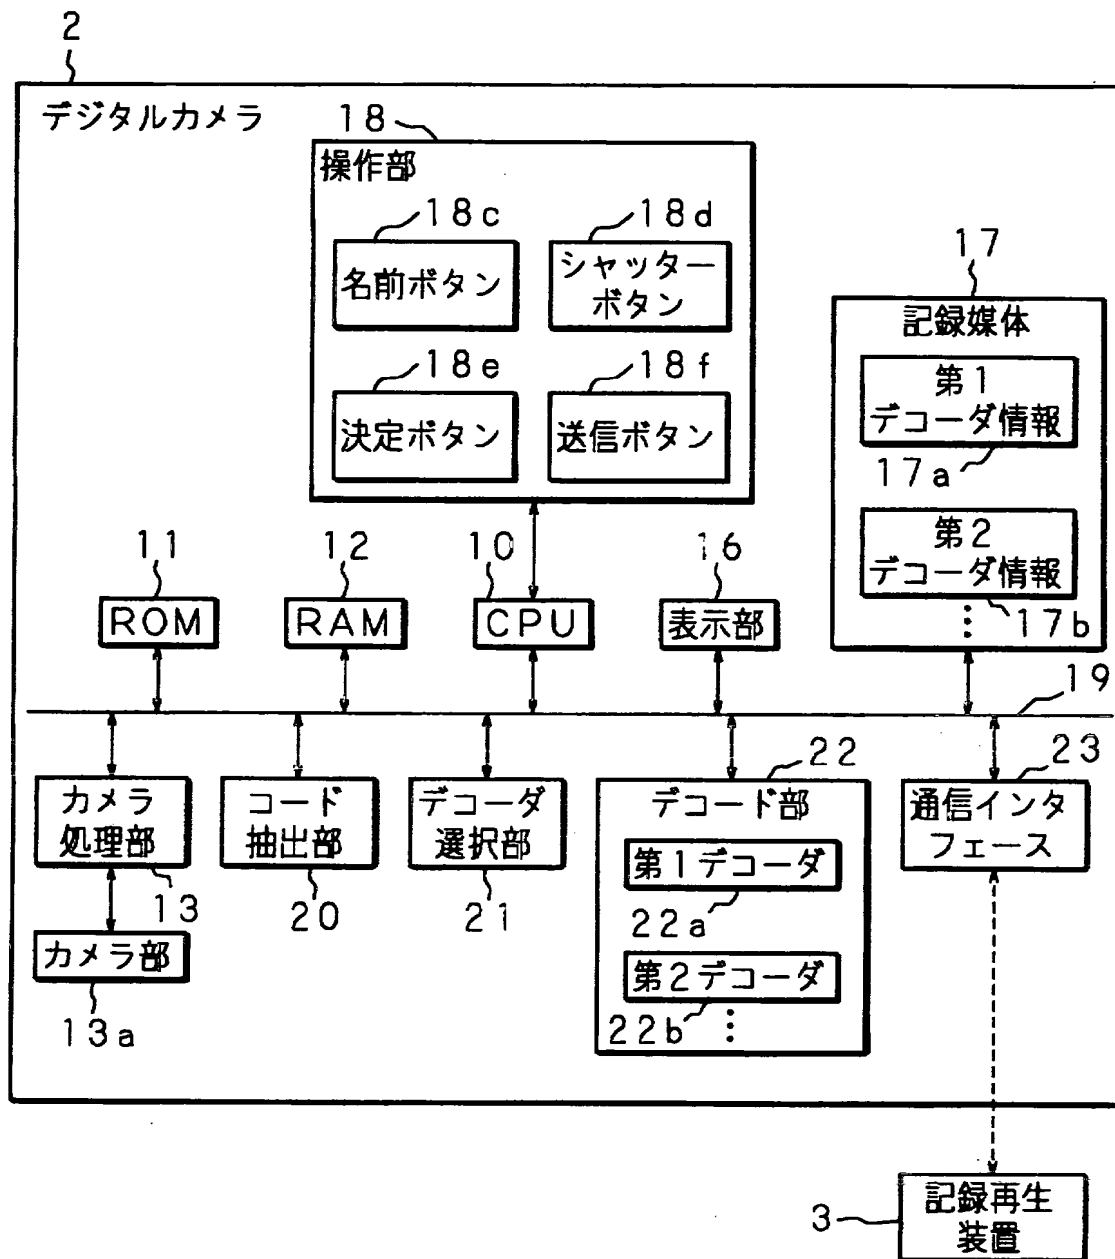 2
デジタルカメラ
18
操作部
18c
名前ボタン
18d
シャッター
ボタン
18e
決定ボタン
18f
送信ボタン
17
記録媒体
第1
デコーダ情報
17a
第2
デコーダ情報
17b
11
ROM
12
RAM
10
CPU
16
表示部
19
カメラ
処理部
13
カメラ部
13a
コード
抽出部
20
デコーダ
選択部
21
22
デコード部
第1デコーダ
22a
第2デコーダ
22b
23
通信インタ
フェース
3
記録再生
装置